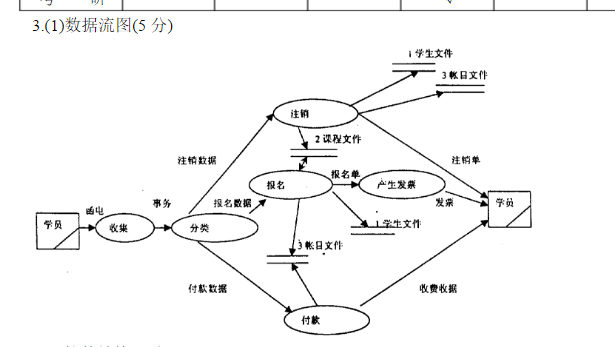 3.(1)数据流图(5 分)
1 学生文件
3 帐目文件
注销
2 课程文件
注销数据
注销单
报名
报名单
产生发票
报名数据
发票
学员
函电
收集
事务
分类
学员
1 学生文件
3 帐目文件
付款数据
收费收据
付款